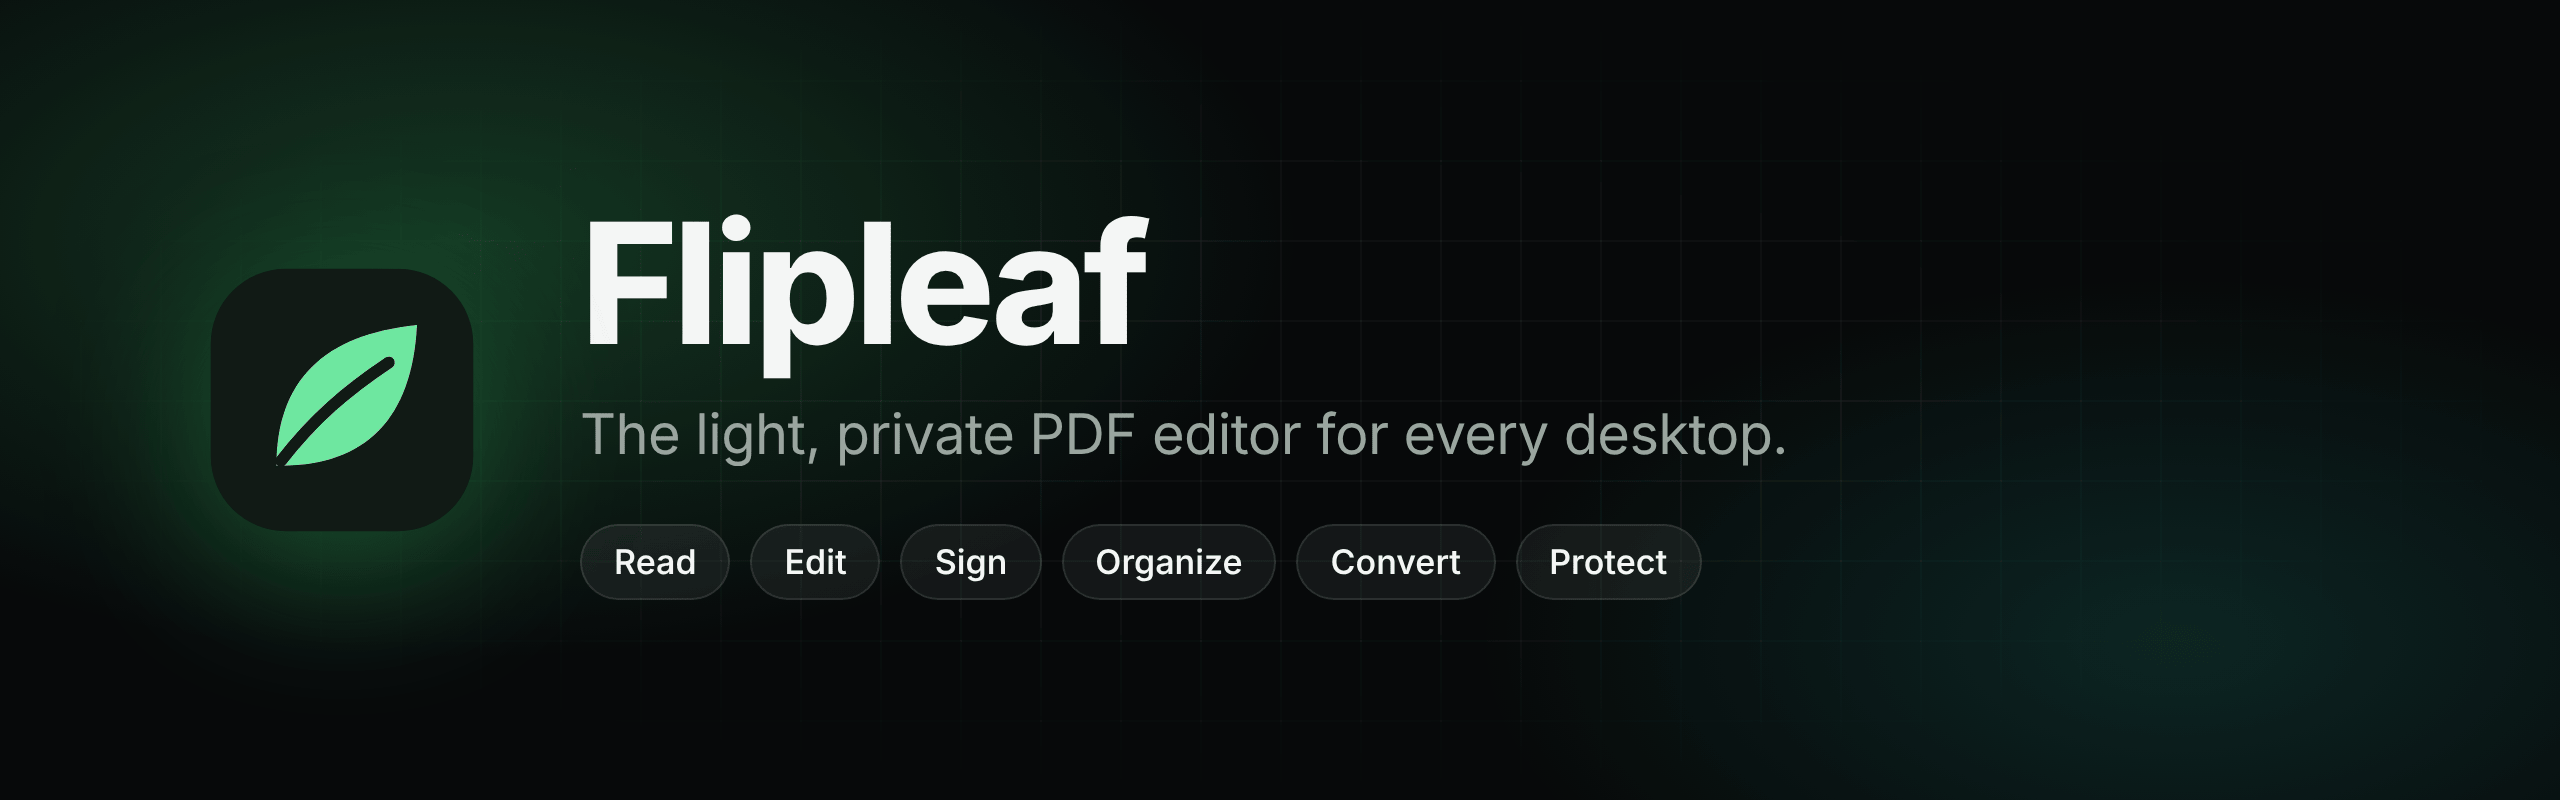 Flipleaf
The light, private PDF editor for every desktop.
Read Edit Sign Organize Convert Protect